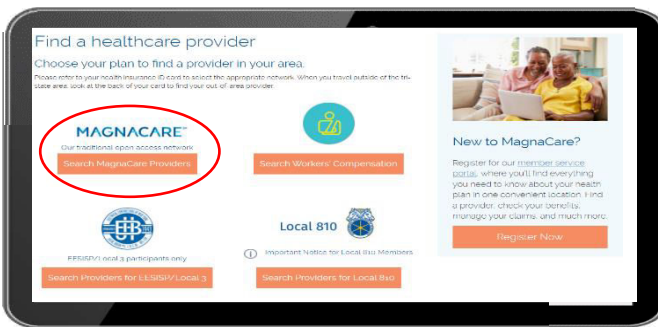 Find a healthcare provider
Choose your plan to find a provider in your area.
Please refer to your health insurance ID card to select the appropriate network. When you travel outside of the tri-
state area, look at the back of your card to find your out-of-area provider.
MAGNACARE
Our traditional open access network
Search MagnaCare Providers
Search Workers' Compensation
EESISP/Local 3 participants only
Search Providers for EESISP/Local 3
Local 810
Important Notice for Local 810 Members
Search Providers for Local 810
New to MagnaCare?
Register for our member service
portal, where you'll find everything
you need to know about your health
plan in one convenient location. Find
a provider, check your benefits,
manage your claims, and much more.
Register Now